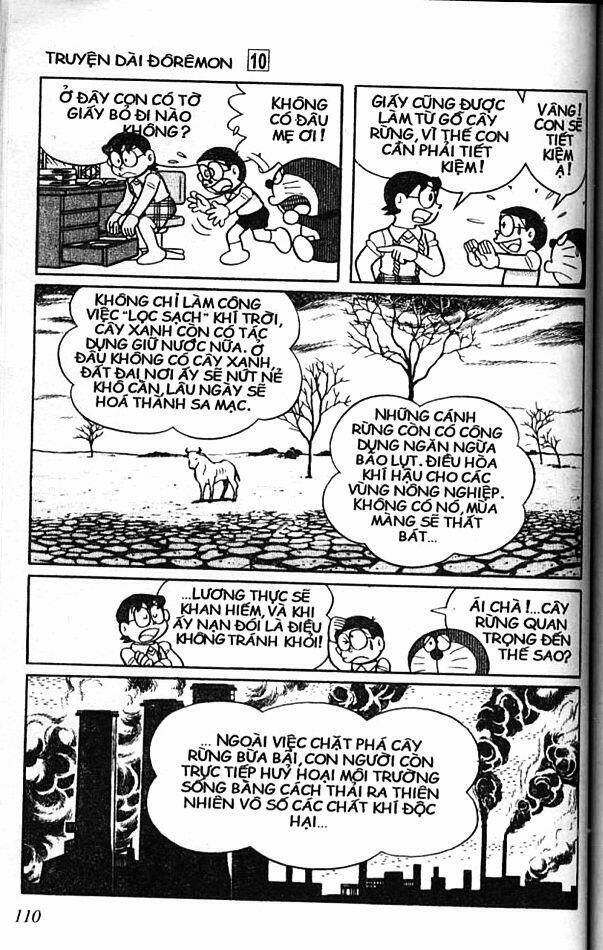 TRUYỆN DÀI ĐÔRÊMON 10
Ở ĐÂY CON CÓ TỜ
GIẤY BỎ ĐI NÀO
KHÔNG?
KHÔNG
CÓ ĐÂU
MẸ ƠI!
GIẤY CŨNG ĐƯỢC
LÀM TỪ GỖ CÂY
RỪNG, VÌ THẾ CON
CẦN PHẢI TIẾT
KIỆM!
VÂNG!
CON SẼ
TIẾT
KIỆM
Ạ!
KHÔNG CHỈ LÀM CÔNG
VIỆC "LỌC SẠCH" KHÍ TRỜI,
CÂY XANH CÒN CÓ TÁC
DỤNG GIỮ NƯỚC NỮA. Ở
ĐÂU KHÔNG CÓ CÂY XANH,
ĐẤT ĐAI NƠI ẤY SẼ NỨT NẺ
KHÔ CẰN, LÂU NGÀY SẼ
HOÁ THÀNH SA MẠC.
NHỮNG CÁNH
RỪNG CÒN CÓ CÔNG
DỤNG NGĂN NGỪA
BÃO LỤT. ĐIỀU HÒA
KHÍ HẬU CHO CÁC
VÙNG NÔNG NGHIỆP.
KHÔNG CÓ NÓ, MÙA
MÀNG SẼ THẤT
BÁT...
...LƯƠNG THỰC SẼ
KHAN HIẾM, VÀ KHI
ẤY NẠN ĐÓI LÀ ĐIỀU
KHÔNG TRÁNH KHỎI!
ÁI CHÀ!...CÂY
RỪNG QUAN
TRỌNG ĐẾN
THẾ SAO?
... NGOÀI VIỆC CHẶT PHÁ CÂY
RỪNG BỪA BÃI, CON NGƯỜI CÒN
TRỰC TIẾP HUỶ HOẠI MÔI TRƯỜNG
SỐNG BẰNG CÁCH THẢI RA THIÊN
NHIÊN VÔ SỐ CÁC CHẤT KHÍ ĐỘC
HẠI...
110